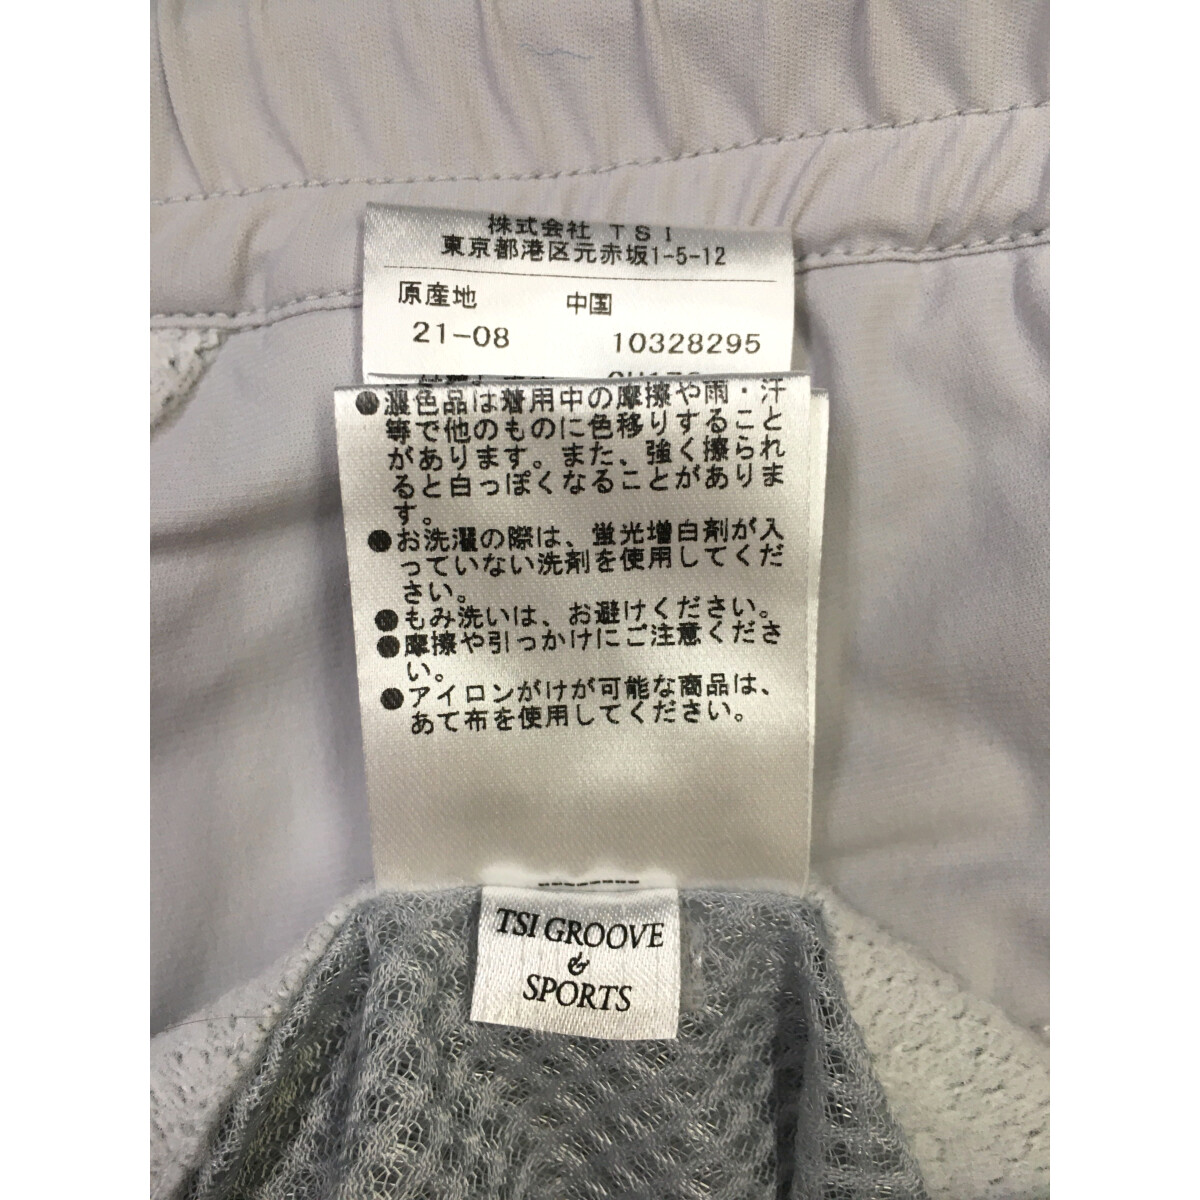 株式会社 TSI
東京都港区元赤坂1-5-12
原産地 中国
21-08 10328295
●濃色品は着用中の摩擦や雨・汗
等で他のものに色移りすること
があります。また、強く擦られ
ると白っぽくなることがありま
す。
●お洗濯の際は、蛍光増白剤が入
っていない洗剤を使用してくだ
さい。
●もみ洗いは、お避けください。
●摩擦や引っかけにご注意くださ
い。
●アイロンがけが可能な商品は、
あて布を使用してください。
TSI GROOVE
&
SPORTS